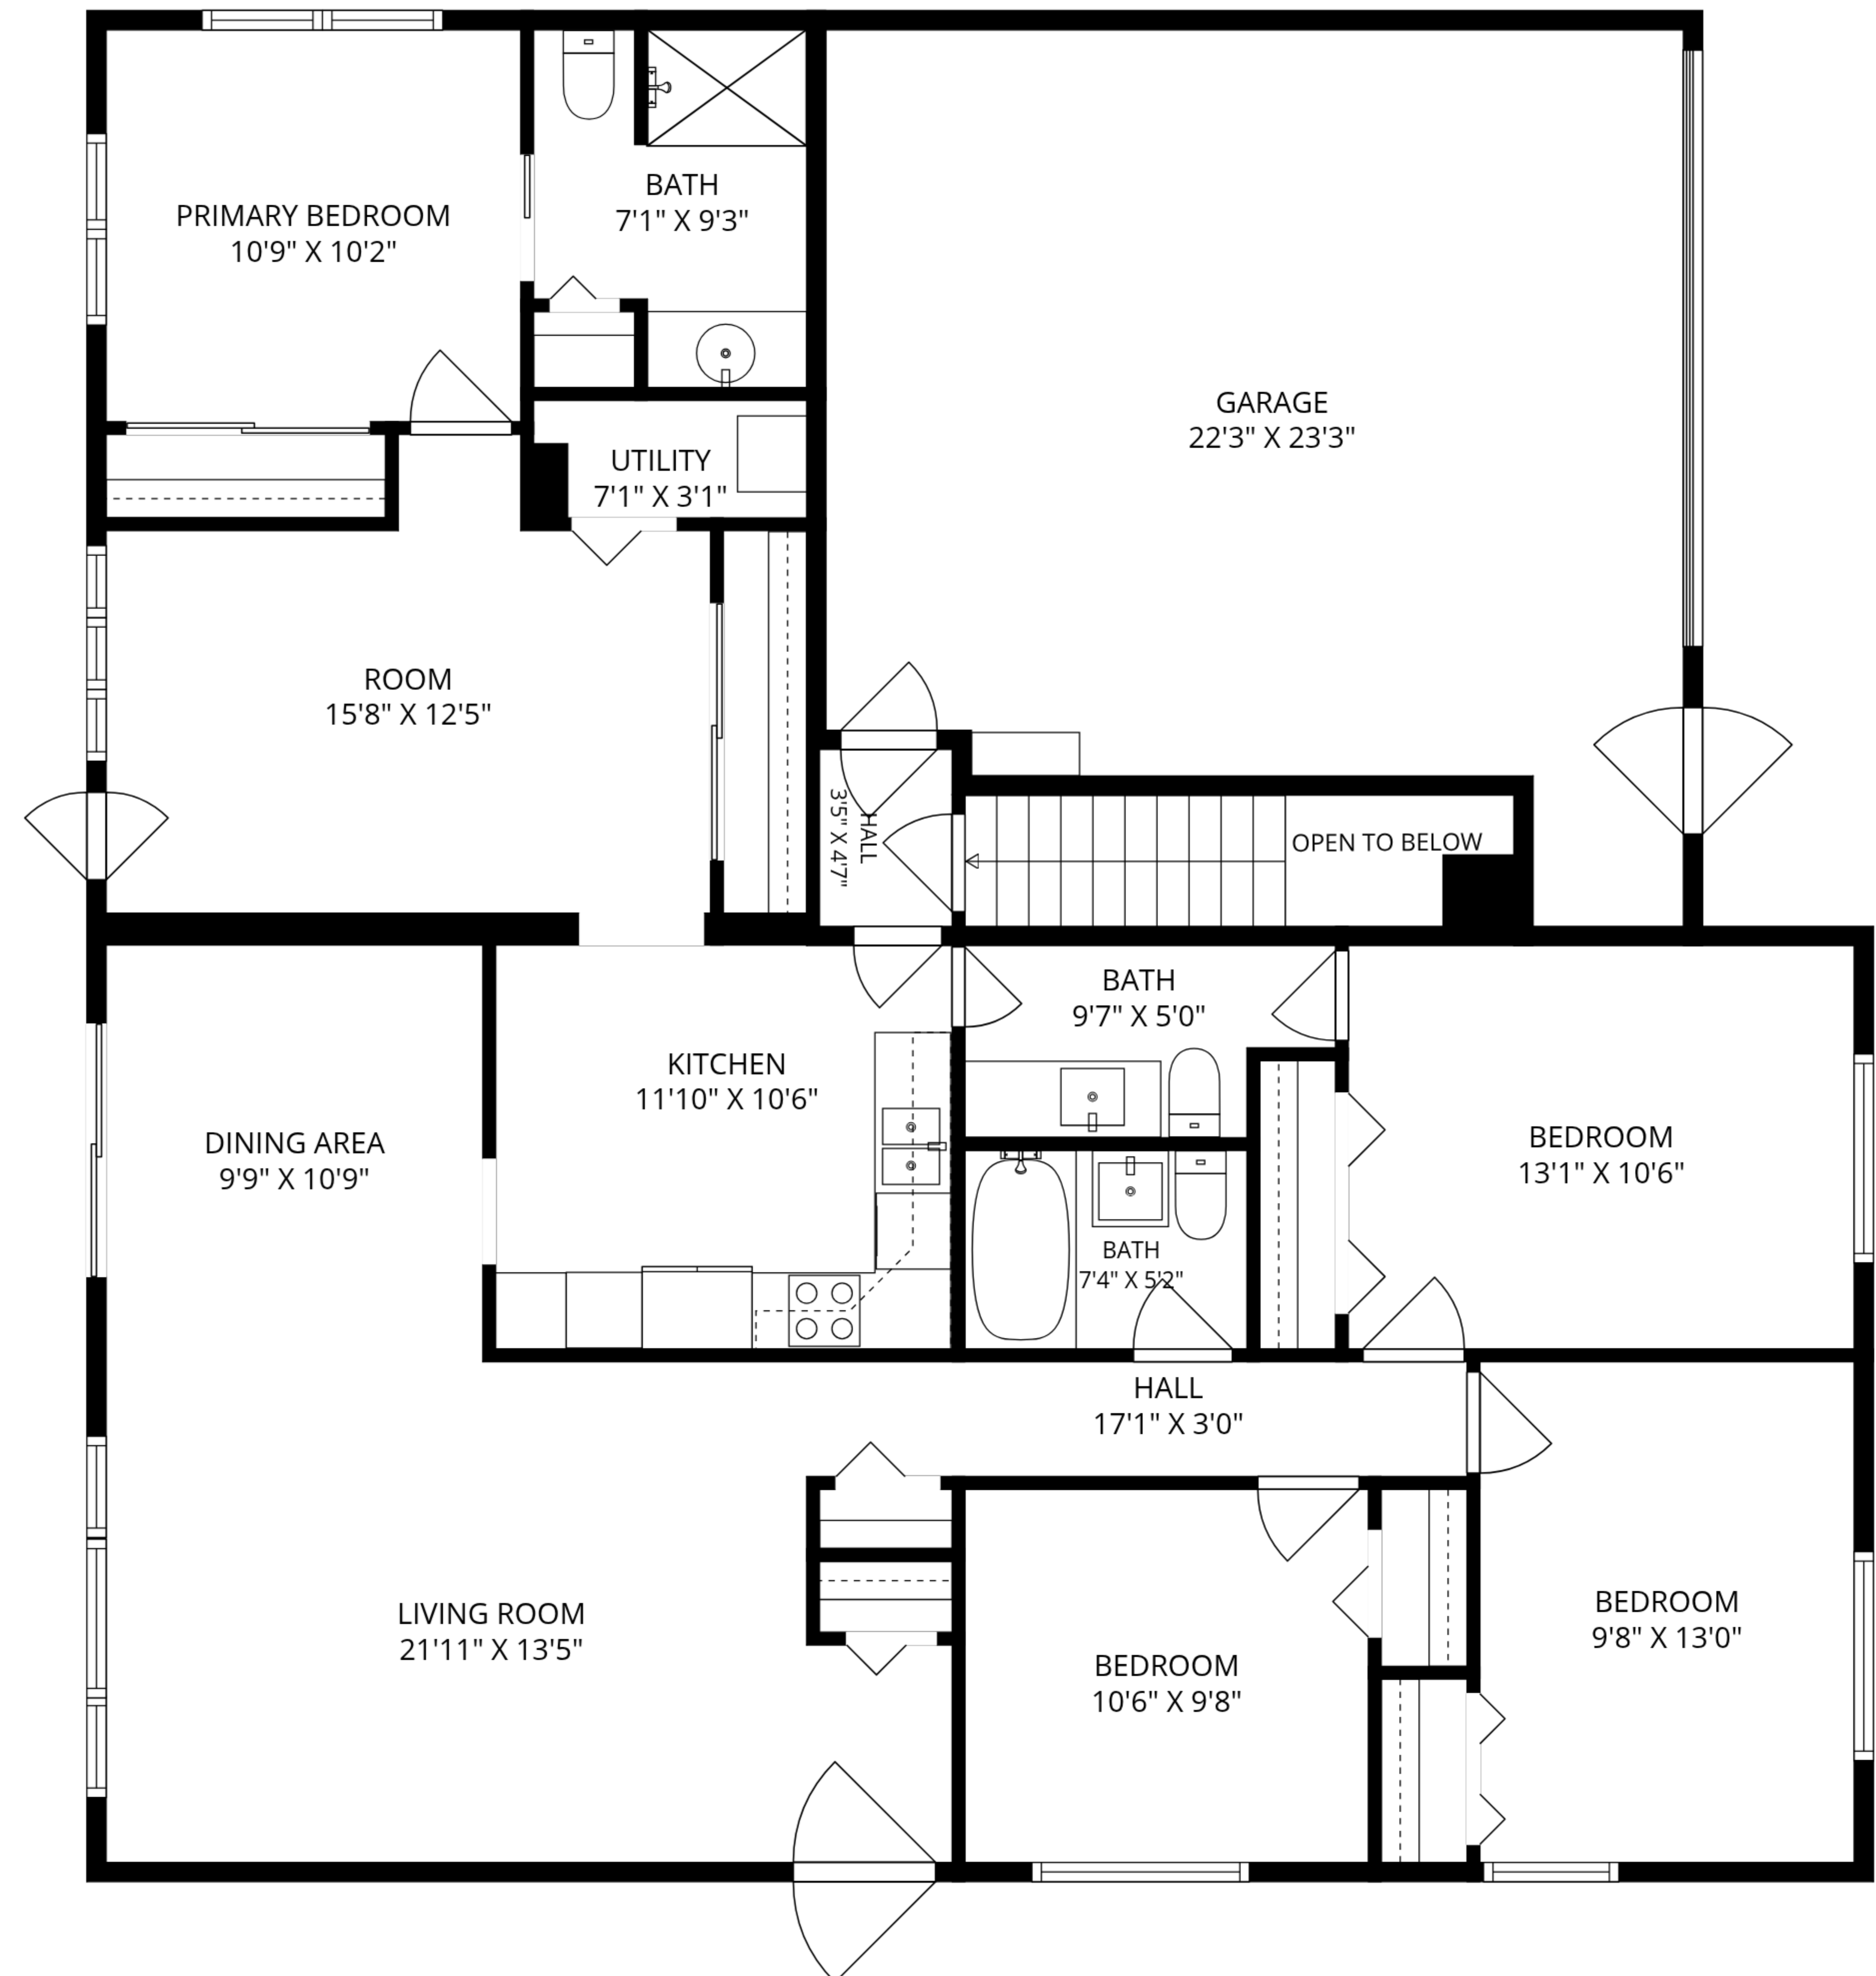 PRIMARY BEDROOM
10'9" X 10'2"
BATH
7'1" X 9'3"
GARAGE
22'3" X 23'3"
UTILITY
7'1" X 3'1"
ROOM
15'8" X 12'5"
HALL
3'5" X 4'7"
OPEN TO BELOW
BATH
9'7" X 5'0"
KITCHEN
11'10" X 10'6"
DINING AREA
9'9" X 10'9"
BEDROOM
13'1" X 10'6"
BATH
7'4" X 5'2"
HALL
17'1" X 3'0"
LIVING ROOM
21'11" X 13'5"
BEDROOM
9'8" X 13'0"
BEDROOM
10'6" X 9'8"